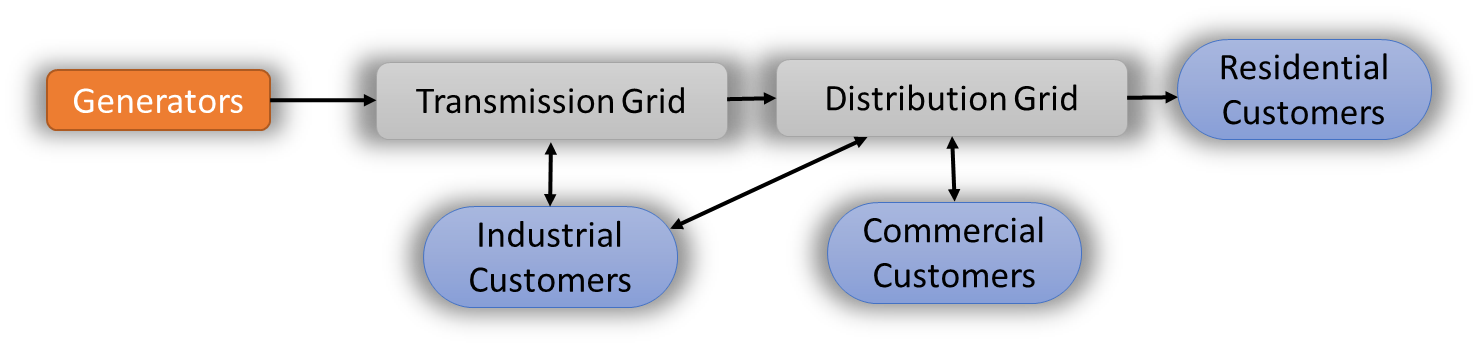 Generators
Transmission Grid
Distribution Grid
Residential
Customers
Industrial
Customers
Commercial
Customers